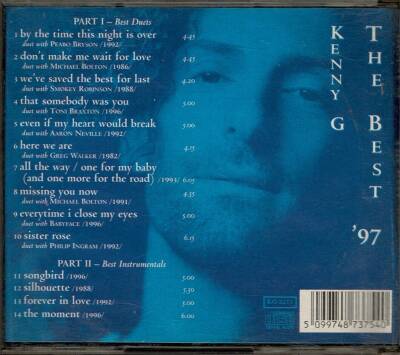 PART I – Best Duets
1 by the time this night is over 4.45
duet with PEABO BRYSON /1992/
2 don't make me wait for love 4.45
duet with MICHAEL BOLTON /1986/
3 we've saved the best for last 4.20
duet with SMOKEY ROBINSON /1988/
4 that somebody was you 5.00
duet with TONI BRAXTON /1996/
5 even if my heart would break 5.00
duet with AARON NEVILLE /1992/
6 here we are 4.15
duet with GREG WALKER /1982/
7 all the way / one for my baby
(and one more for the road) /1993/ 6.05
8 missing you now 4.35
duet with MICHAEL BOLTON /1991/
9 everytime i close my eyes 5.00
duet with BABYFACE /1996/
10 sister rose 6.15
duet with PHILIP INGRAM /1992/
PART II – Best Instrumentals
11 songbird /1996/ 5.00
12 silhouette /1988/ 5.30
13 forever in love /1992/ 5.00
14 the moment /1996/ 6.00
KENNY G
THE BEST '97
5 099748 737540